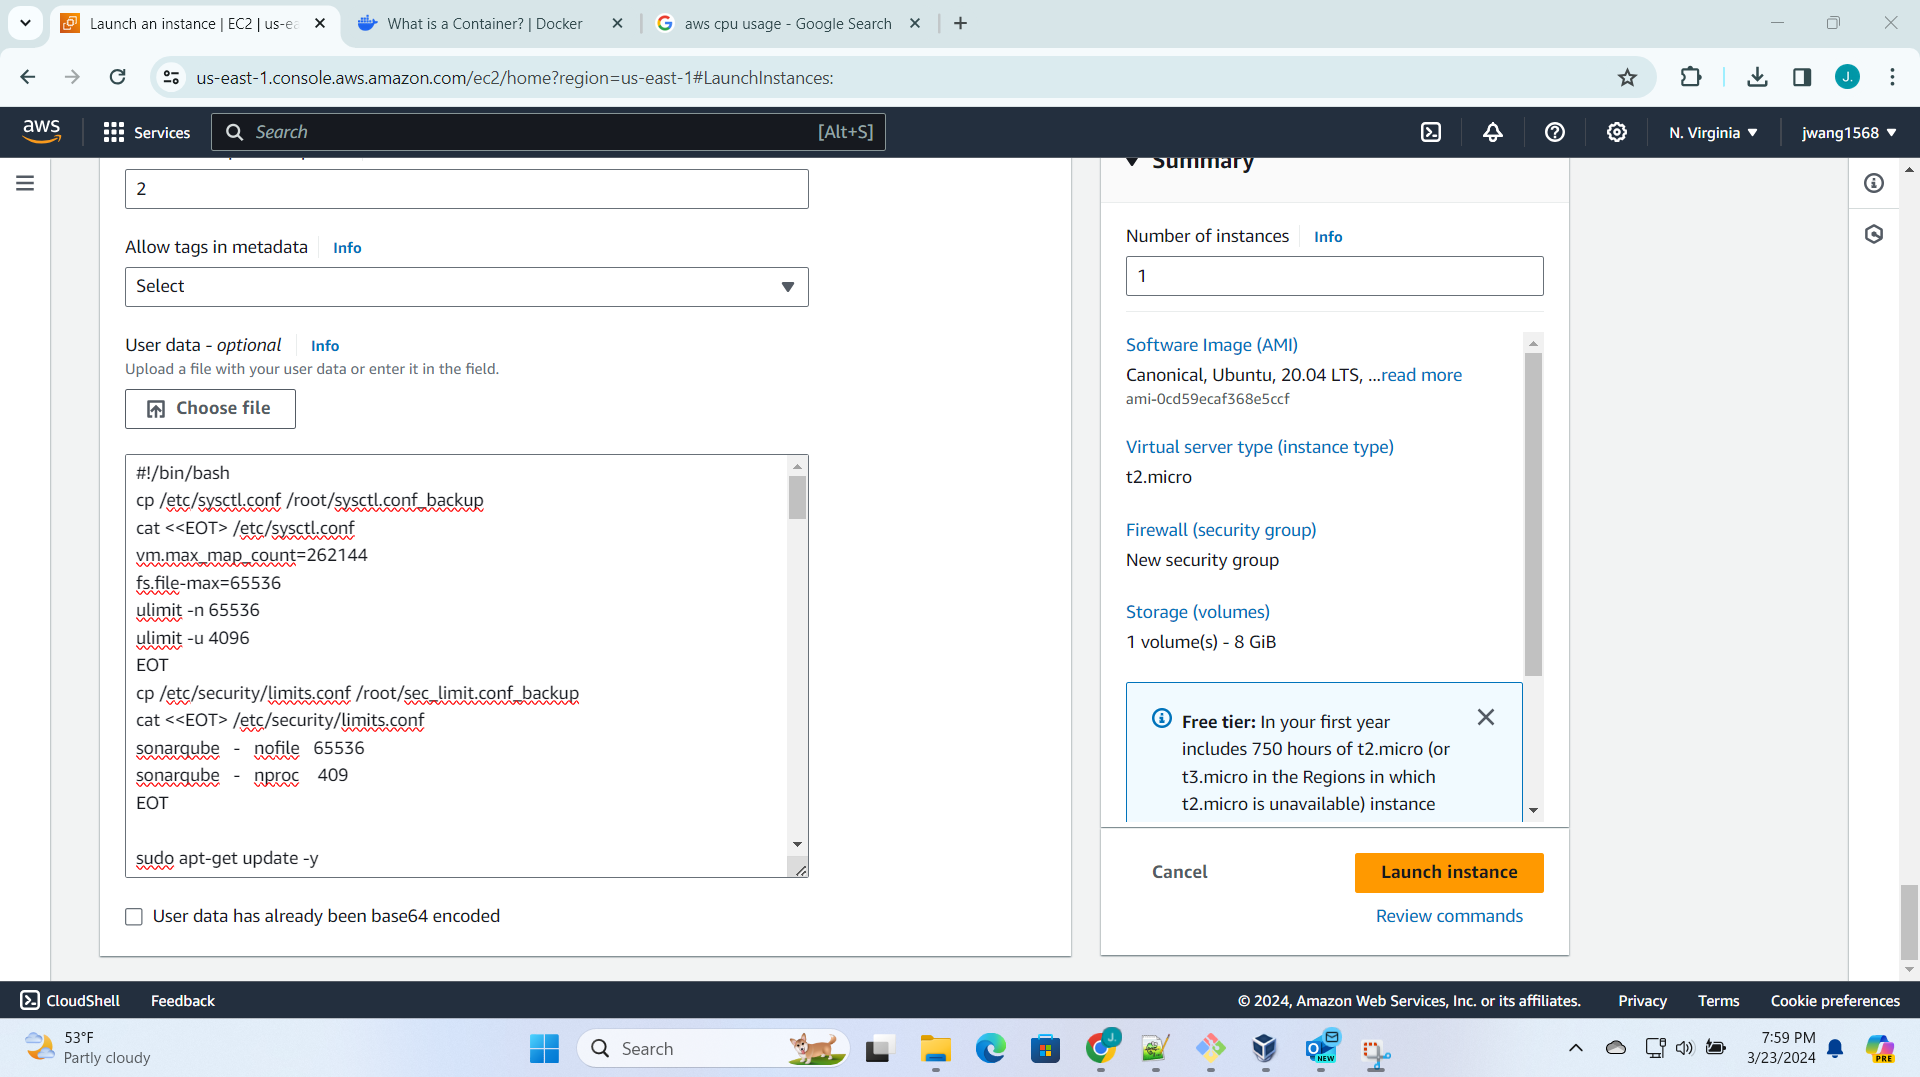 Launch an instance | EC2 | us-ea
What is a Container? | Docker
aws cpu usage - Google Search
us-east-1.console.aws.amazon.com/ec2/home?region=us-east-1#LaunchInstances:
J.
aws
Services
Search
[Alt+S]
N. Virginia
jwang1568
2
Allow tags in metadata
Info
Select
User data - optional
Info
Upload a file with your user data or enter it in the field.
Choose file
#!/bin/bash
cp /etc/sysctl.conf /root/sysctl.conf_backup
cat <<EOT> /etc/sysctl.conf
vm.max_map_count=262144
fs.file-max=65536
ulimit -n 65536
ulimit -u 4096
EOT
cp /etc/security/limits.conf /root/sec_limit.conf_backup
cat <<EOT> /etc/security/limits.conf
sonarqube - nofile 65536
sonarqube - nproc 409
EOT
sudo apt-get update -y
User data has already been base64 encoded
Summary
Number of instances
Info
1
Software Image (AMI)
Canonical, Ubuntu, 20.04 LTS, ...read more
ami-0cd59ecaf368e5ccf
Virtual server type (instance type)
t2.micro
Firewall (security group)
New security group
Storage (volumes)
1 volume(s) - 8 GiB
Free tier: In your first year
includes 750 hours of t2.micro (or
t3.micro in the Regions in which
t2.micro is unavailable) instance
Cancel
Launch instance
Review commands
CloudShell
Feedback
© 2024, Amazon Web Services, Inc. or its affiliates.
Privacy
Terms
Cookie preferences
53°F
Partly cloudy
Search
J.
NEW
7:59 PM
3/23/2024
PRE